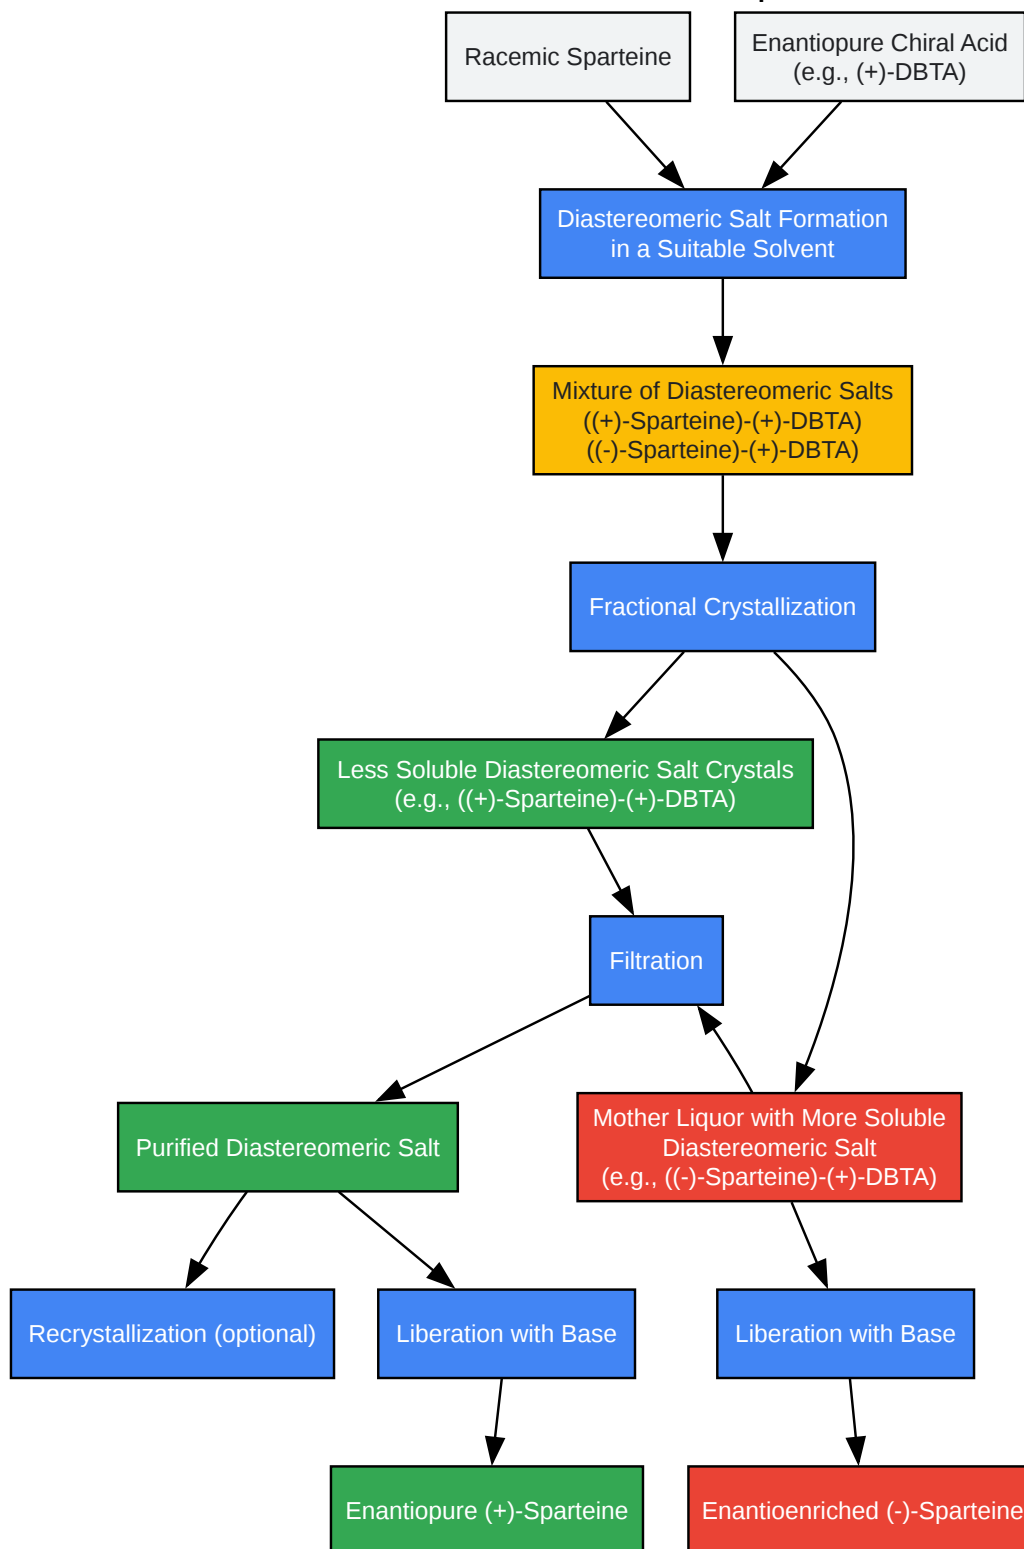 Racemic Sparteine
Enantiopure Chiral Acid
(e.g., (+)-DBTA)
Diastereomeric Salt Formation
in a Suitable Solvent
Mixture of Diastereomeric Salts
((+)-Sparteine)-(+)-DBTA)
((-)-Sparteine)-(+)-DBTA)
Fractional Crystallization
Less Soluble Diastereomeric Salt Crystals
(e.g., ((+)-Sparteine)-(+)-DBTA)
Filtration
Purified Diastereomeric Salt
Mother Liquor with More Soluble
Diastereomeric Salt
(e.g., ((-)-Sparteine)-(+)-DBTA)
Recrystallization (optional)
Liberation with Base
Liberation with Base
Enantiopure (+)-Sparteine
Enantioenriched (-)-Sparteine